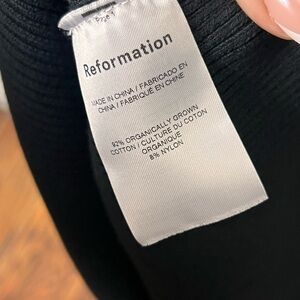 Reformation
MADE IN CHINA / FABRICADO EN
CHINA / FABRIQUÉ EN CHINE
92% ORGANICALLY GROWN
COTTON / CULTURE DU COTON
ORGANIQUE
8% NYLON